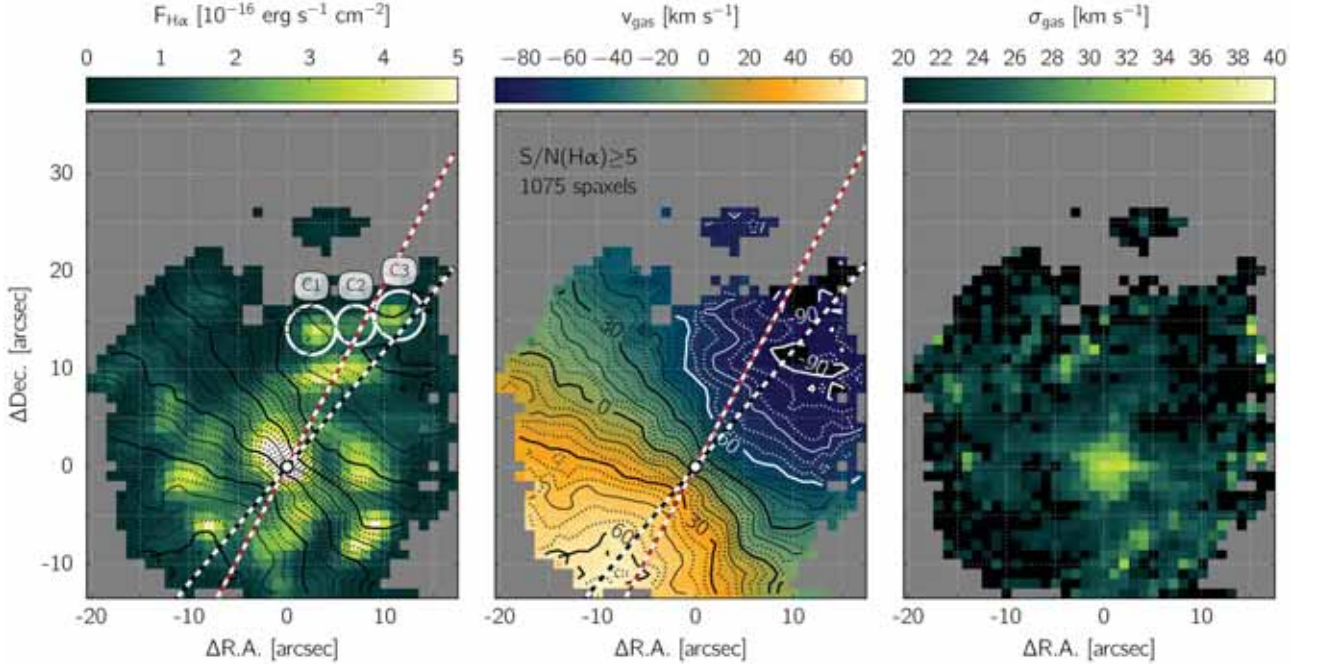 F_Hα [10⁻¹⁶ erg s⁻¹ cm⁻²]
v_gas [km s⁻¹]
σ_gas [km s⁻¹]
0 1 2 3 4 5
−80 −60 −40 −20 0 20 40 60
20 22 24 26 28 30 32 34 36 38 40
S/N(Hα)≥5
1075 spaxels
C1 C2 C3
30
20
10
0
-10
ΔDec. [arcsec]
-90
-90
0
30
60
-20 -10 0 10
-20 -10 0 10
-20 -10 0 10
ΔR.A. [arcsec]
ΔR.A. [arcsec]
ΔR.A. [arcsec]